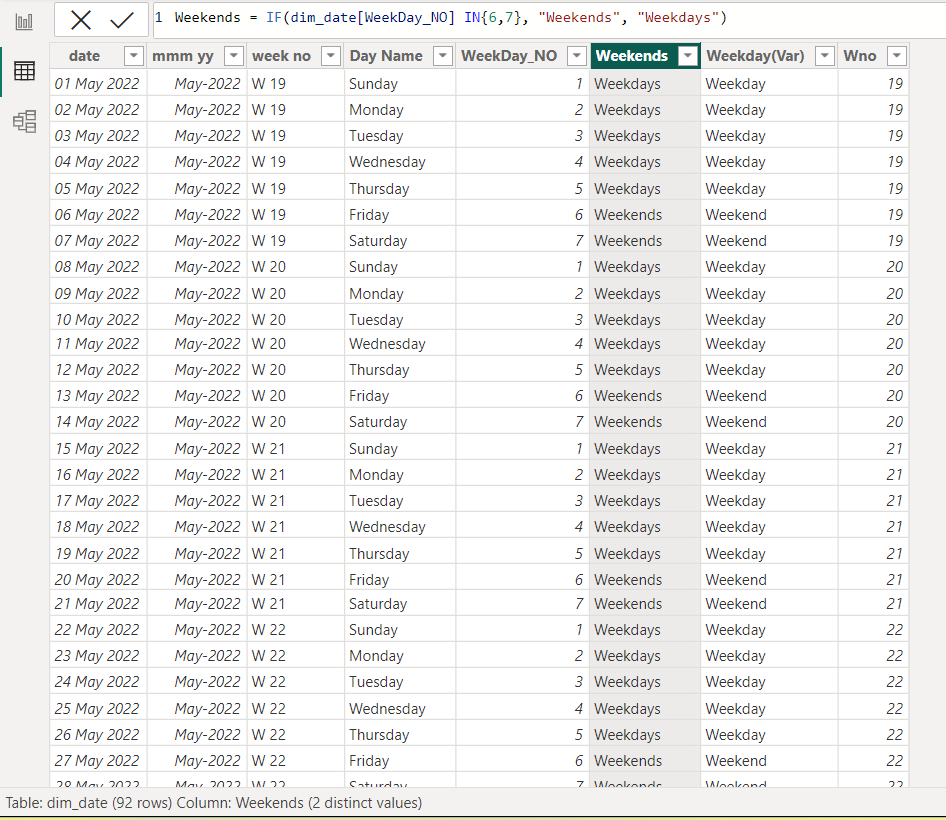 1 Weekends = IF(dim_date[WeekDay_NO] IN{6,7}, "Weekends", "Weekdays")
date mmm yy week no Day Name WeekDay_NO Weekends Weekday(Var) Wno
01 May 2022 May-2022 W 19 Sunday 1 Weekdays Weekday 19
02 May 2022 May-2022 W 19 Monday 2 Weekdays Weekday 19
03 May 2022 May-2022 W 19 Tuesday 3 Weekdays Weekday 19
04 May 2022 May-2022 W 19 Wednesday 4 Weekdays Weekday 19
05 May 2022 May-2022 W 19 Thursday 5 Weekdays Weekday 19
06 May 2022 May-2022 W 19 Friday 6 Weekends Weekend 19
07 May 2022 May-2022 W 19 Saturday 7 Weekends Weekend 19
08 May 2022 May-2022 W 20 Sunday 1 Weekdays Weekday 20
09 May 2022 May-2022 W 20 Monday 2 Weekdays Weekday 20
10 May 2022 May-2022 W 20 Tuesday 3 Weekdays Weekday 20
11 May 2022 May-2022 W 20 Wednesday 4 Weekdays Weekday 20
12 May 2022 May-2022 W 20 Thursday 5 Weekdays Weekday 20
13 May 2022 May-2022 W 20 Friday 6 Weekends Weekend 20
14 May 2022 May-2022 W 20 Saturday 7 Weekends Weekend 20
15 May 2022 May-2022 W 21 Sunday 1 Weekdays Weekday 21
16 May 2022 May-2022 W 21 Monday 2 Weekdays Weekday 21
17 May 2022 May-2022 W 21 Tuesday 3 Weekdays Weekday 21
18 May 2022 May-2022 W 21 Wednesday 4 Weekdays Weekday 21
19 May 2022 May-2022 W 21 Thursday 5 Weekdays Weekday 21
20 May 2022 May-2022 W 21 Friday 6 Weekends Weekend 21
21 May 2022 May-2022 W 21 Saturday 7 Weekends Weekend 21
22 May 2022 May-2022 W 22 Sunday 1 Weekdays Weekday 22
23 May 2022 May-2022 W 22 Monday 2 Weekdays Weekday 22
24 May 2022 May-2022 W 22 Tuesday 3 Weekdays Weekday 22
25 May 2022 May-2022 W 22 Wednesday 4 Weekdays Weekday 22
26 May 2022 May-2022 W 22 Thursday 5 Weekdays Weekday 22
27 May 2022 May-2022 W 22 Friday 6 Weekends Weekend 22
28 May 2022 May-2022 W 22 Saturday 7 Weekends Weekend 22
Table: dim_date (92 rows) Column: Weekends (2 distinct values)